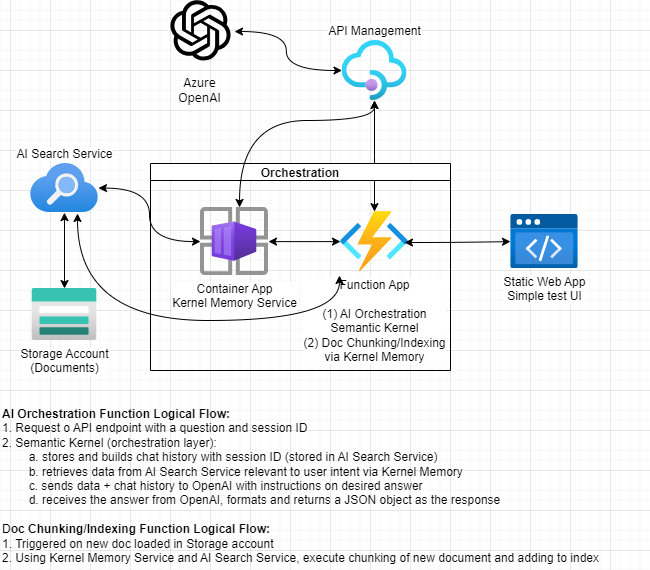 API Management
Azure
OpenAI
AI Search Service
Orchestration
Container App
Kernel Memory Service
Function App
(1) AI Orchestration
Semantic Kernel
(2) Doc Chunking/Indexing
via Kernel Memory
Static Web App
Simple test UI
Storage Account
(Documents)
AI Orchestration Function Logical Flow:
1. Request o API endpoint with a question and session ID
2. Semantic Kernel (orchestration layer):
a. stores and builds chat history with session ID (stored in AI Search Service)
b. retrieves data from AI Search Service relevant to user intent via Kernel Memory
c. sends data + chat history to OpenAI with instructions on desired answer
d. receives the answer from OpenAI, formats and returns a JSON object as the response
Doc Chunking/Indexing Function Logical Flow:
1. Triggered on new doc loaded in Storage account
2. Using Kernel Memory Service and AI Search Service, execute chunking of new document and adding to index